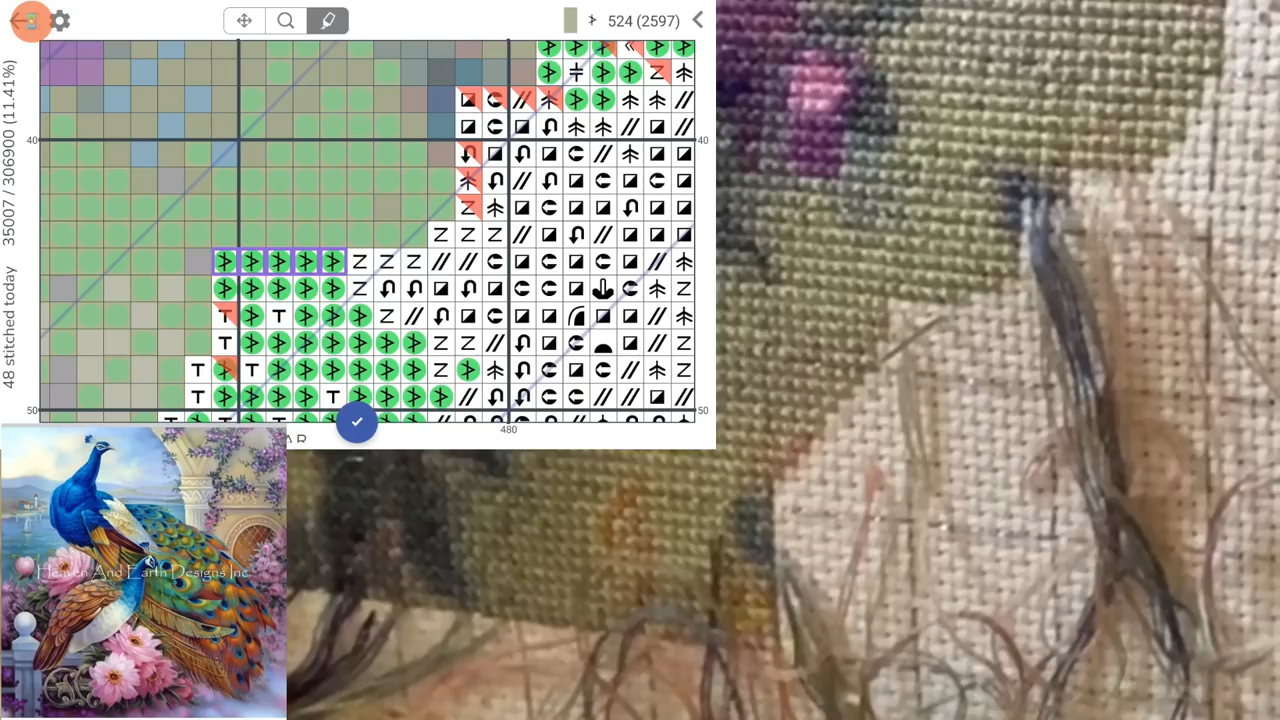 524 (2597)
48 stitched today 35007 / 306900 (11.41%)
40 40
50 50
480
Heaven And Earth Designs Inc.